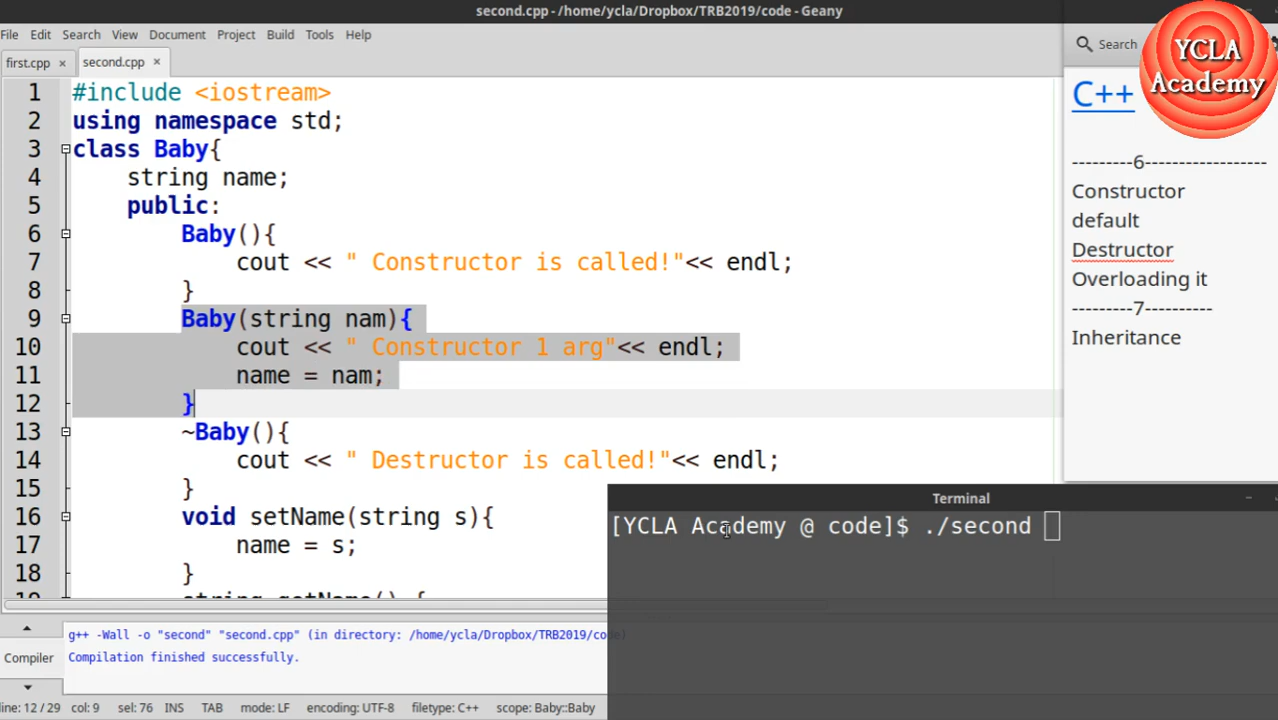 second.cpp - /home/ycla/Dropbox/TRB2019/code - Geany
File Edit Search View Document Project Build Tools Help
first.cpp × second.cpp ×
1 #include <iostream>
2 using namespace std;
3 class Baby{
4 string name;
5 public:
6 Baby(){
7 cout << " Constructor is called!"<< endl;
8 }
9 Baby(string nam){
10 cout << " Constructor 1 arg"<< endl;
11 name = nam;
12 }
13 ~Baby(){
14 cout << " Destructor is called!"<< endl;
15 }
16 void setName(string s){
17 name = s;
18 }
string getName() {
Compiler
g++ -Wall -o "second" "second.cpp" (in directory: /home/ycla/Dropbox/TRB2019/code)
Compilation finished successfully.
line: 12 / 29 col: 9 sel: 76 INS TAB mode: LF encoding: UTF-8 filetype: C++ scope: Baby::Baby
Search
YCLA
Academy
C++
---------6-----------------
Constructor
default
Destructor
Overloading it
--------7----------
Inheritance
Terminal
[YCLA Academy @ code]$ ./second